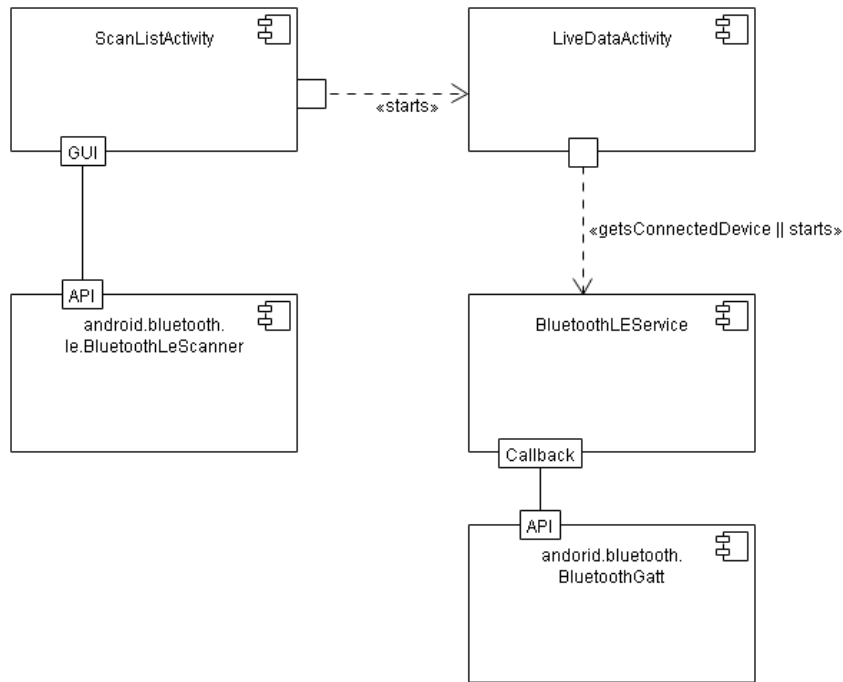 ScanListActivity
LiveDataActivity
«starts»
GUI
«getsConnectedDevice || starts»
API
android.bluetooth.
le.BluetoothLeScanner
BluetoothLEService
Callback
API
andorid.bluetooth.
BluetoothGatt